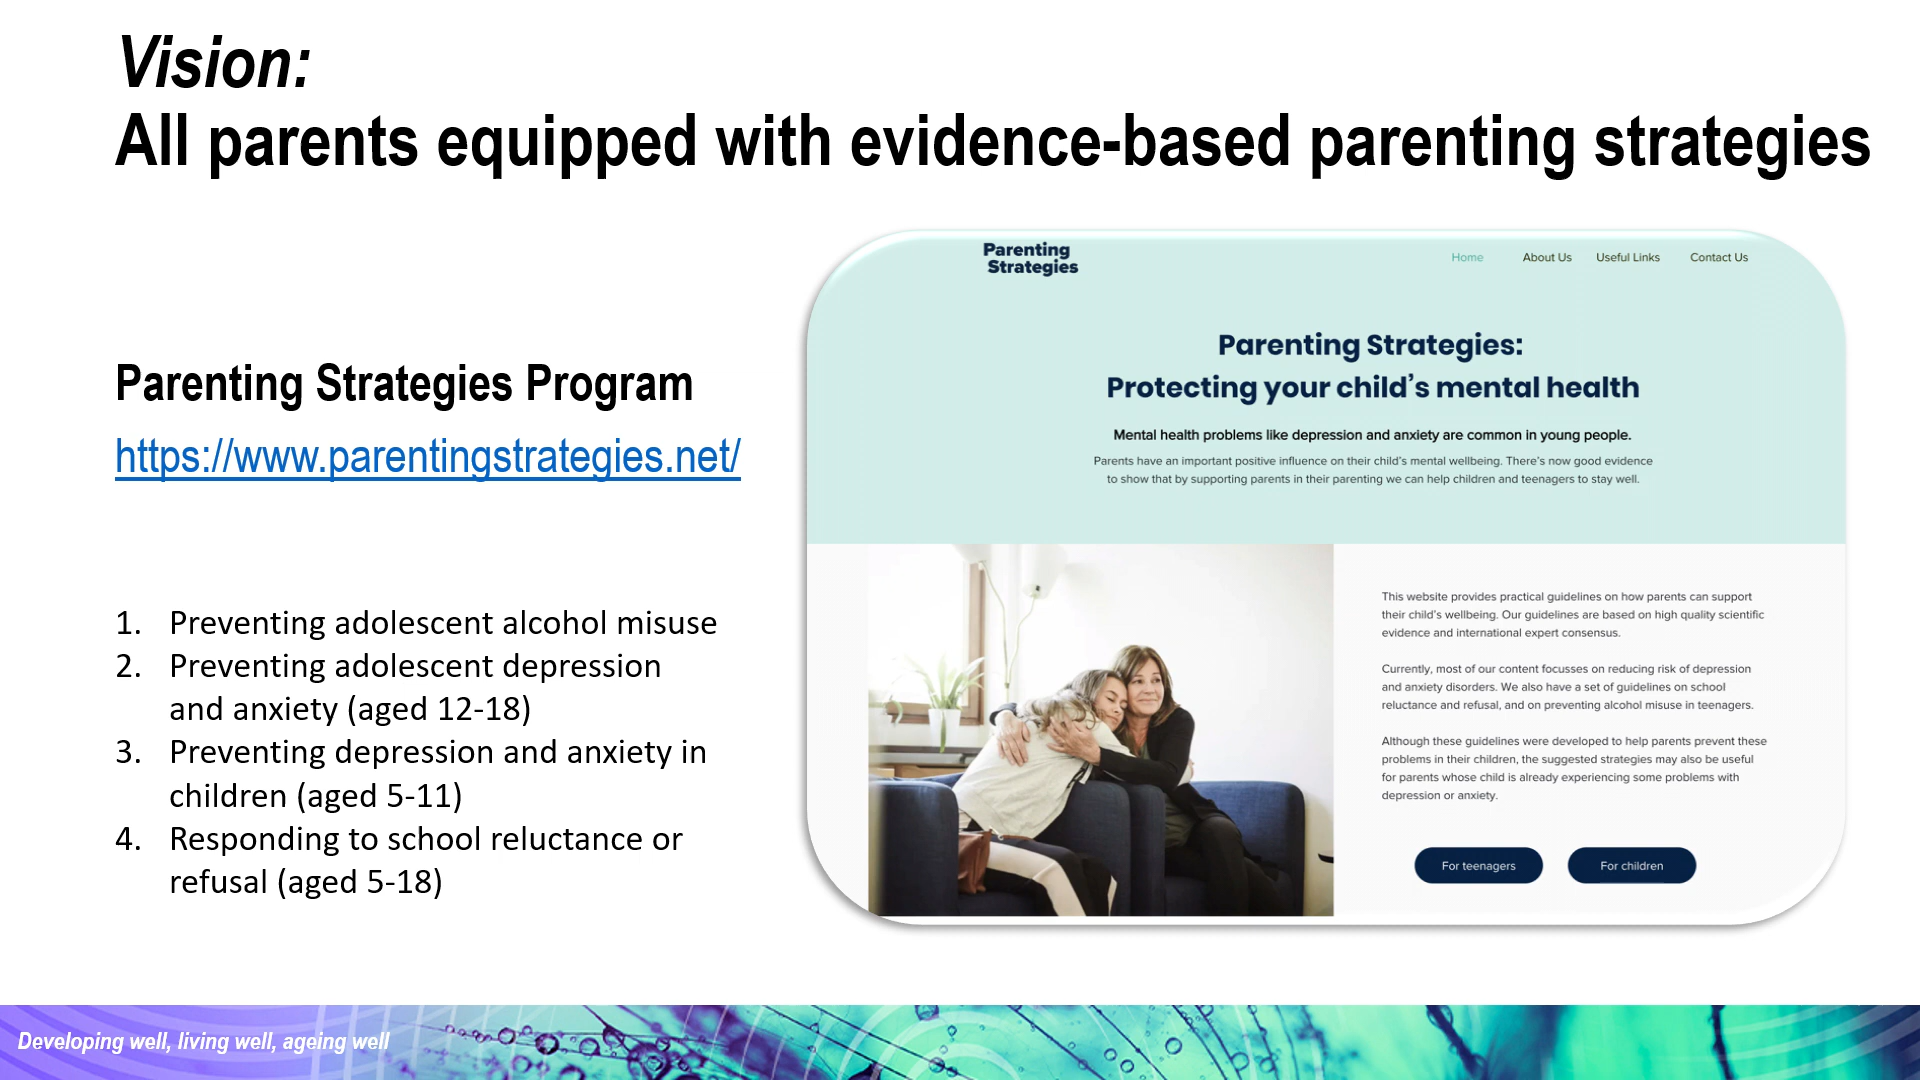 Vision:
All parents equipped with evidence-based parenting strategies
Parenting Strategies Program
https://www.parentingstrategies.net/
1. Preventing adolescent alcohol misuse
2. Preventing adolescent depression
and anxiety (aged 12-18)
3. Preventing depression and anxiety in
children (aged 5-11)
4. Responding to school reluctance or
refusal (aged 5-18)
Parenting
Strategies
Home About Us Useful Links Contact Us
Parenting Strategies:
Protecting your child’s mental health
Mental health problems like depression and anxiety are common in young people.
Parents have an important positive influence on their child’s mental wellbeing. There’s now good evidence
to show that by supporting parents in their parenting we can help children and teenagers to stay well.
This website provides practical guidelines on how parents can support
their child’s wellbeing. Our guidelines are based on high quality scientific
evidence and international expert consensus.
Currently, most of our content focusses on reducing risk of depression
and anxiety disorders. We also have a set of guidelines on school
reluctance and refusal, and on preventing alcohol misuse in teenagers.
Although these guidelines were developed to help parents prevent these
problems in their children, the suggested strategies may also be useful
for parents whose child is already experiencing some problems with
depression or anxiety.
For teenagers For children
Developing well, living well, ageing well